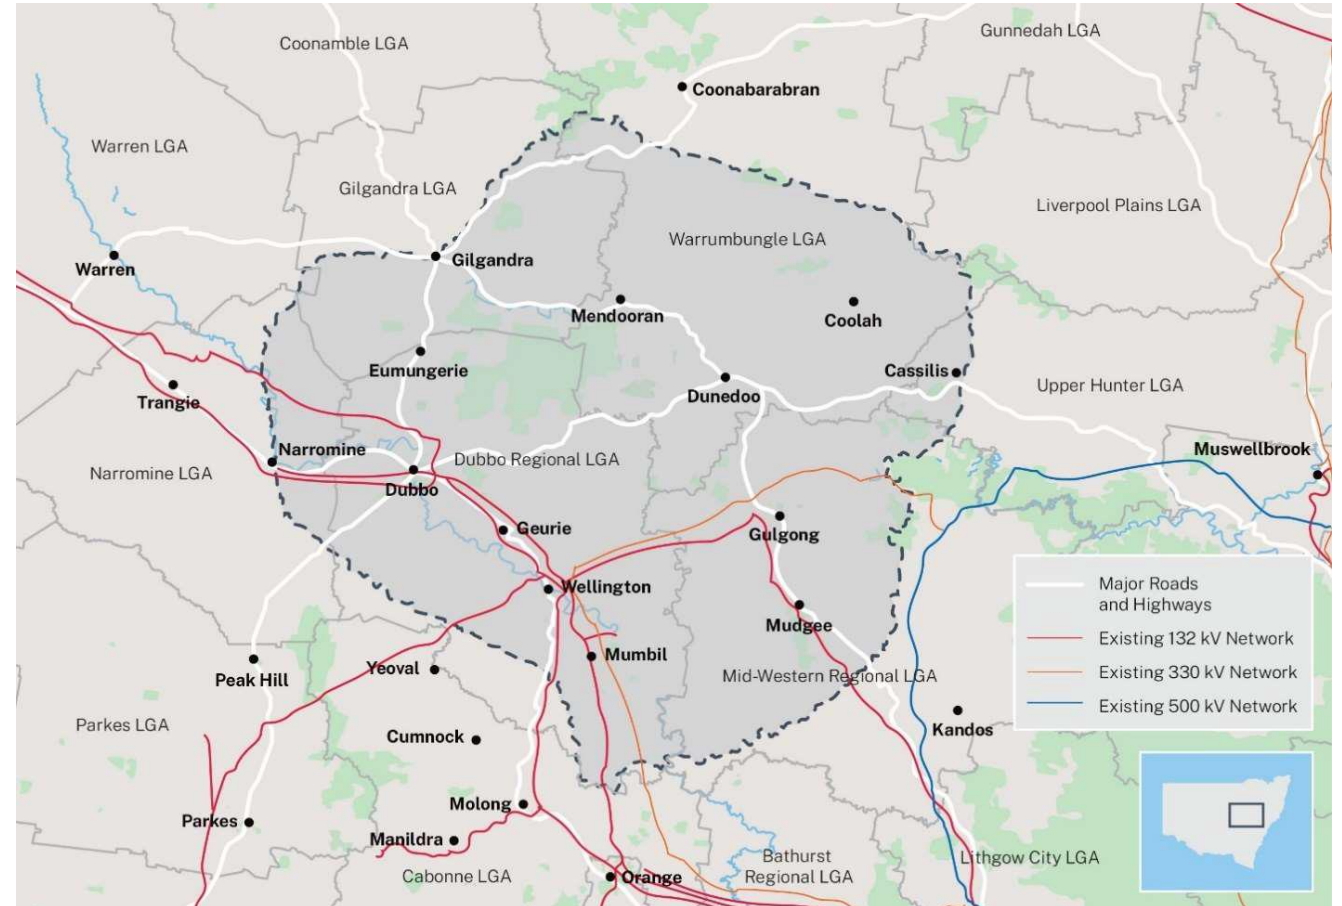 Coonamble LGA
Gunnedah LGA
Coonabarabran
Warren LGA
Gilgandra LGA
Liverpool Plains LGA
Warrumbungle LGA
Warren
Gilgandra
Mendooran
Coolah
Eumungerie
Cassilis
Trangie
Dunedoo
Upper Hunter LGA
Narromine
Muswellbrook
Narromine LGA
Dubbo Regional LGA
Dubbo
Geurie
Gulgong
Wellington
Major Roads
and Highways
Mudgee
Existing 132 kV Network
Mumbil
Yeoval
Peak Hill
Mid-Western Regional LGA
Existing 330 kV Network
Existing 500 kV Network
Parkes LGA
Cumnock
Kandos
Molong
Parkes
Manildra
Bathurst
Regional LGA
Lithgow City LGA
Cabonne LGA
Orange